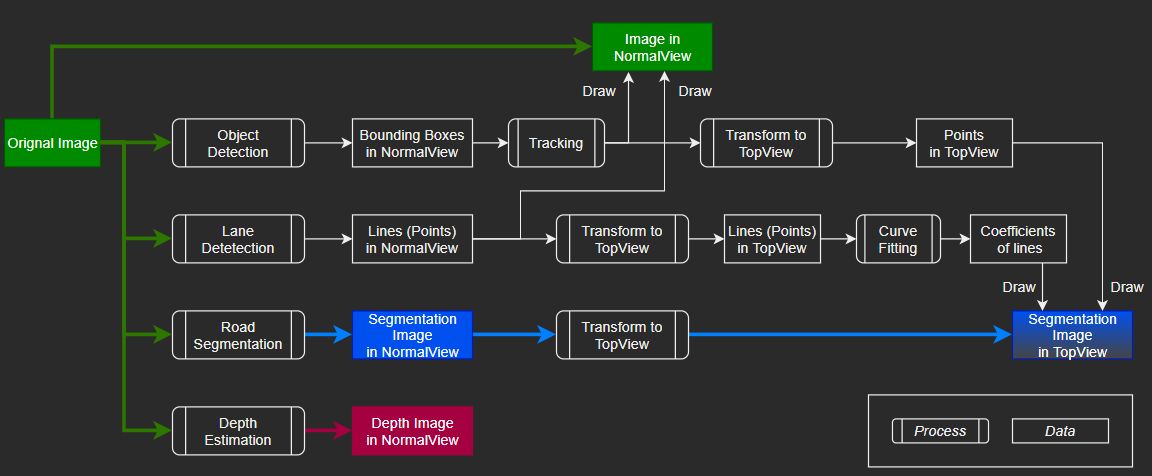 Image in
NormalView
Draw
Draw
Orignal Image
Object
Detection
Bounding Boxes
in NormalView
Tracking
Transform to
TopView
Points
in TopView
Lane
Detetection
Lines (Points)
in NormalView
Transform to
TopView
Lines (Points)
in TopView
Curve
Fitting
Coefficients
of lines
Draw
Draw
Road
Segmentation
Segmentation
Image
in NormalView
Transform to
TopView
Segmentation
Image
in TopView
Depth
Estimation
Depth Image
in NormalView
Process
Data